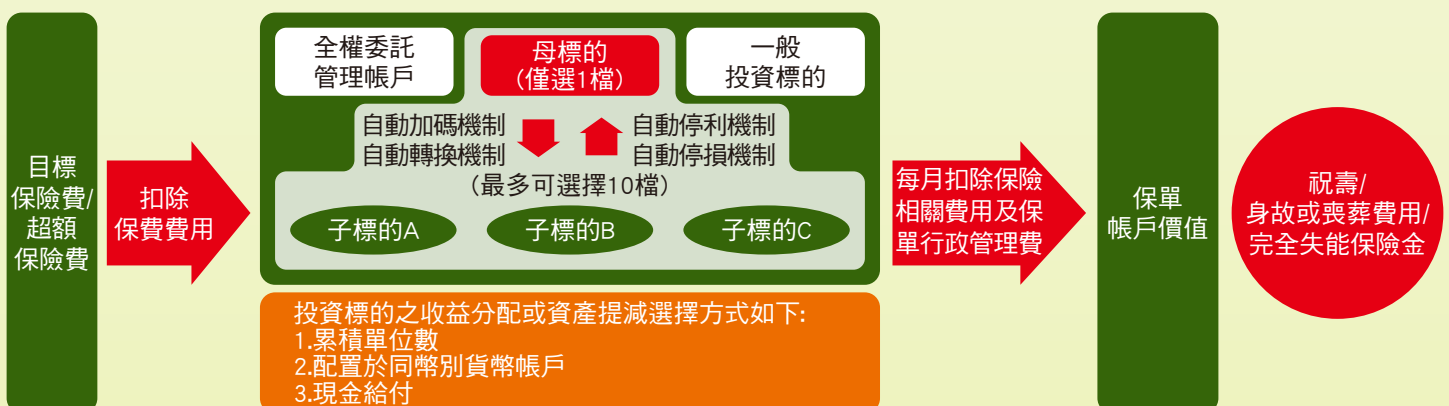 目標
保險費/
超額
保險費
扣除
保費費用
全權委託
管理帳戶
母標的
(僅選1檔)
一般
投資標的
自動加碼機制
自動轉換機制
自動停利機制
自動停損機制
(最多可選擇10檔)
子標的A
子標的B
子標的C
投資標的之收益分配或資產提減選擇方式如下:
1.累積單位數
2.配置於同幣別貨幣帳戶
3.現金給付
每月扣除保險
相關費用及保
單行政管理費
保單
帳戶價值
祝壽/
身故或喪葬費用/
完全失能保險金